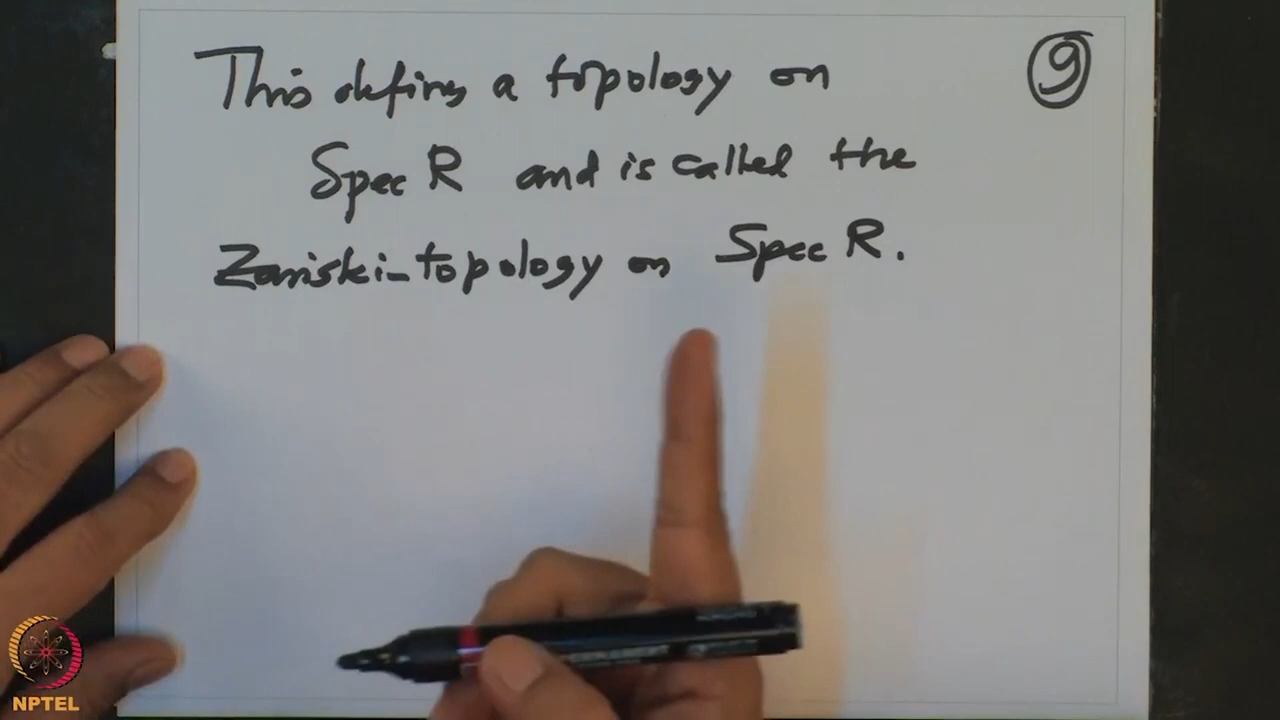 This defines a topology on
9
Spec R and is called the
Zariski-topology on Spec R.
NPTEL